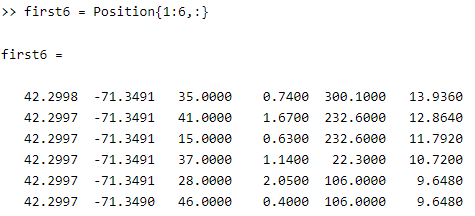 >> first6 = Position{1:6,:}
first6 =
42.2998 -71.3491 35.0000 0.7400 300.1000 13.9360
42.2997 -71.3491 41.0000 1.6700 232.6000 12.8640
42.2997 -71.3491 15.0000 0.6300 232.6000 11.7920
42.2997 -71.3491 37.0000 1.1400 22.3000 10.7200
42.2997 -71.3491 28.0000 2.0500 106.0000 9.6480
42.2997 -71.3490 46.0000 0.4000 106.0000 9.6480